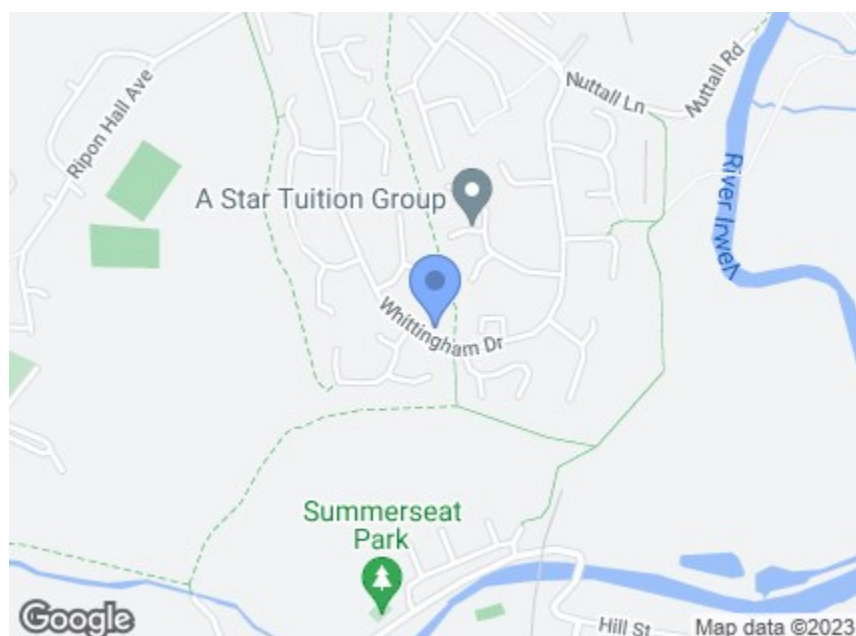 Nuttall Ln
Nuttall Rd
Ripon Hall Ave
A Star Tuition Group
River Irwell
Whittingham Dr
Summerseat
Park
Google
Hill St
Map data ©2023